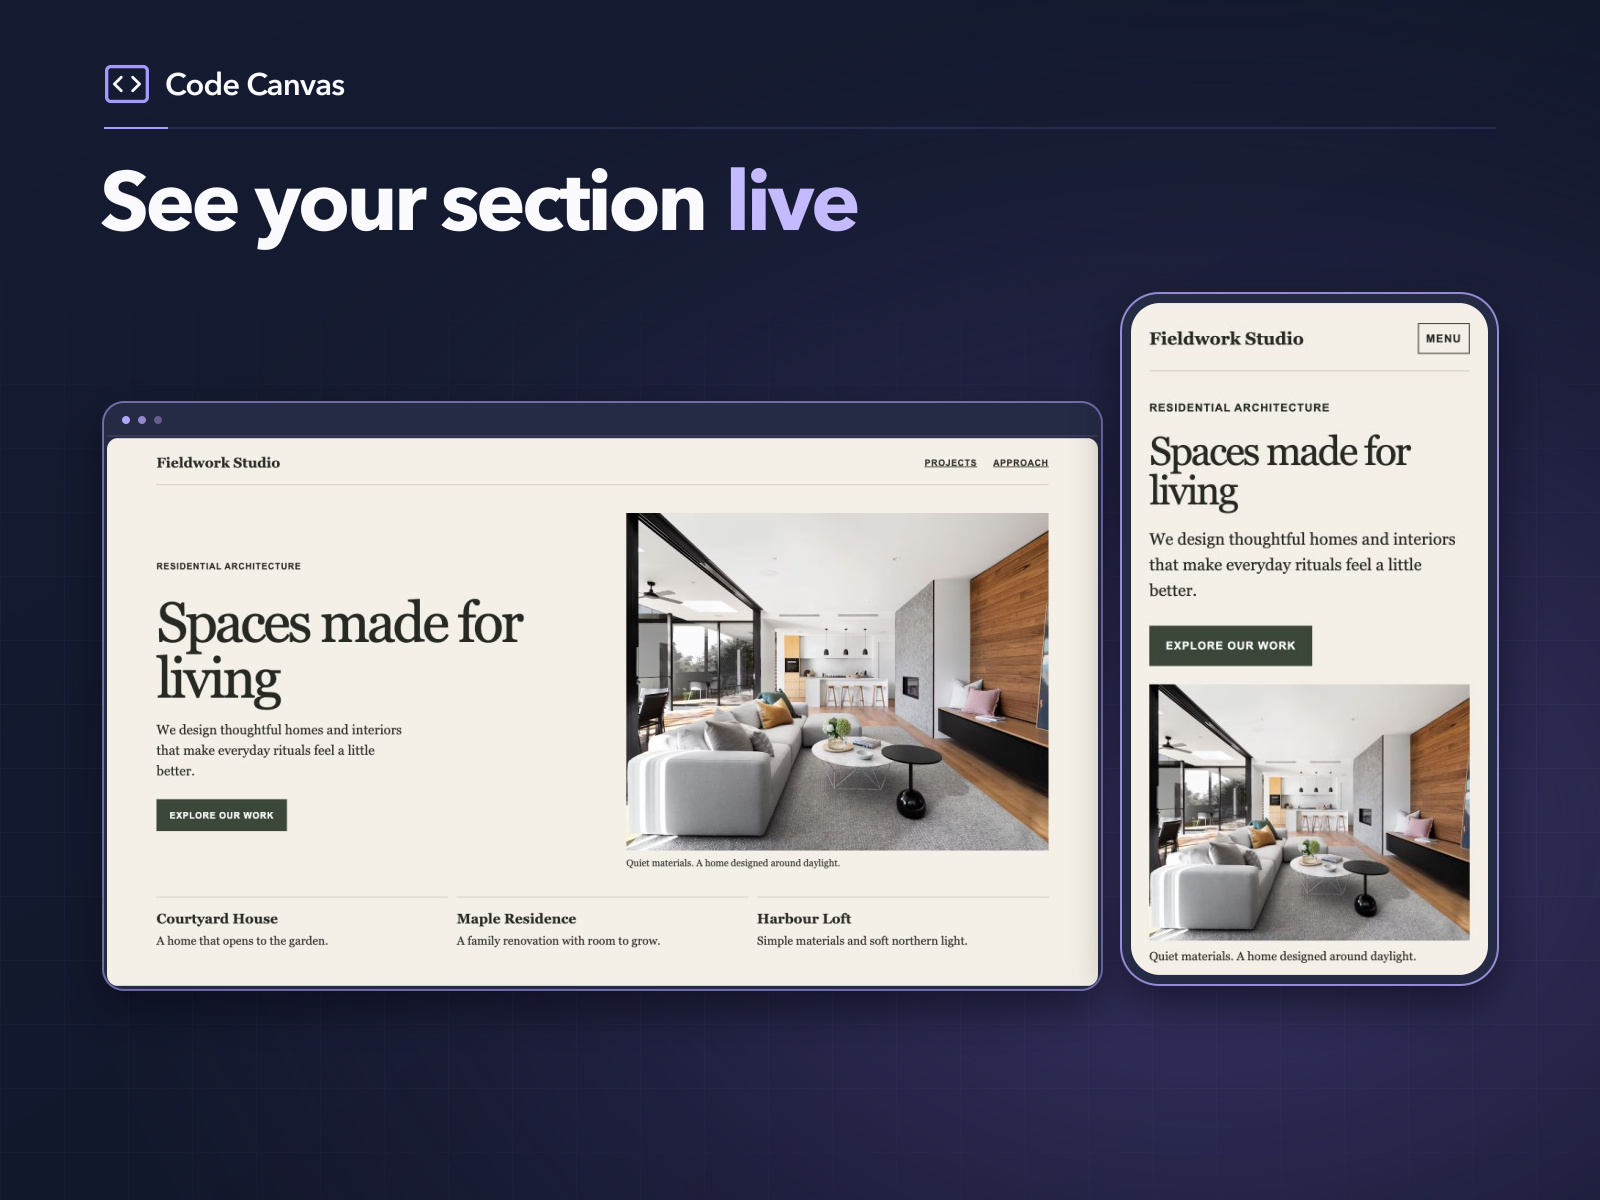 Code Canvas
See your section live
Fieldwork Studio
PROJECTS APPROACH
RESIDENTIAL ARCHITECTURE
Spaces made for
living
We design thoughtful homes and interiors
that make everyday rituals feel a little
better.
EXPLORE OUR WORK
Quiet materials. A home designed around daylight.
Courtyard House
A home that opens to the garden.
Maple Residence
A family renovation with room to grow.
Harbour Loft
Simple materials and soft northern light.
Fieldwork Studio
MENU
RESIDENTIAL ARCHITECTURE
Spaces made for
living
We design thoughtful homes and interiors
that make everyday rituals feel a little
better.
EXPLORE OUR WORK
Quiet materials. A home designed around daylight.